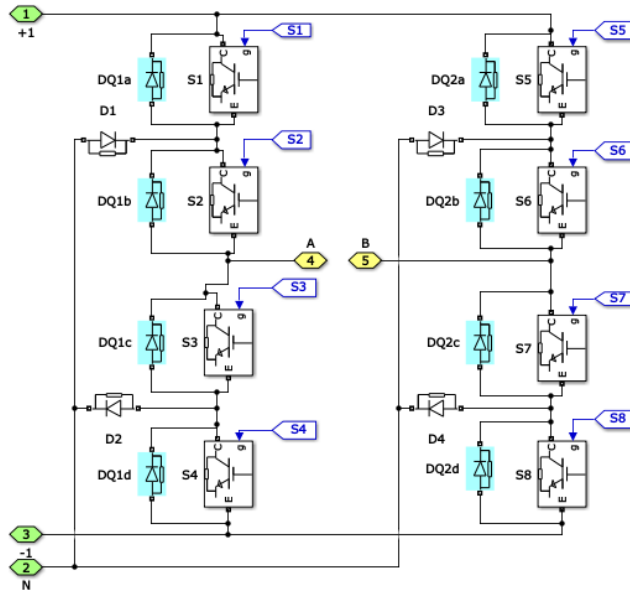 1
+1
S1
S5
C
g
E
C
g
E
DQ1a
S1
DQ2a
S5
D1
D3
S2
S6
C
g
E
C
g
E
DQ1b
S2
DQ2b
S6
A
4
B
5
S3
S7
C
g
E
C
g
E
DQ1c
S3
DQ2c
S7
D2
D4
S4
S8
C
g
E
C
g
E
DQ1d
S4
DQ2d
S8
3
-1
2
N